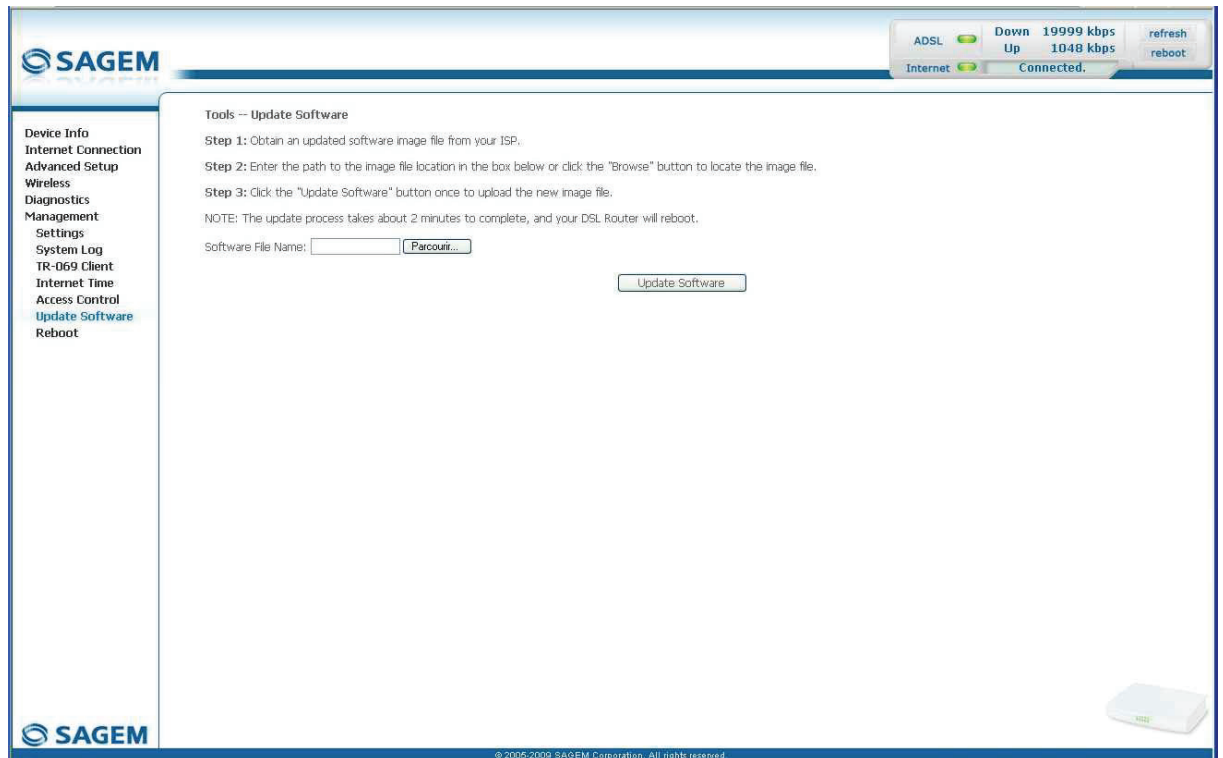 SAGEM
ADSL
Down 19999 kbps
Up 1048 kbps
Internet
Connected.
refresh
reboot
Device Info
Internet Connection
Advanced Setup
Wireless
Diagnostics
Management
Settings
System Log
TR-069 Client
Internet Time
Access Control
Update Software
Reboot
Tools -- Update Software
Step 1: Obtain an updated software image file from your ISP.
Step 2: Enter the path to the image file location in the box below or click the "Browse" button to locate the image file.
Step 3: Click the "Update Software" button once to upload the new image file.
NOTE: The update process takes about 2 minutes to complete, and your DSL Router will reboot.
Software File Name:
Parcourir...
Update Software
SAGEM
© 2005-2009 SAGEM Corporation. All rights reserved